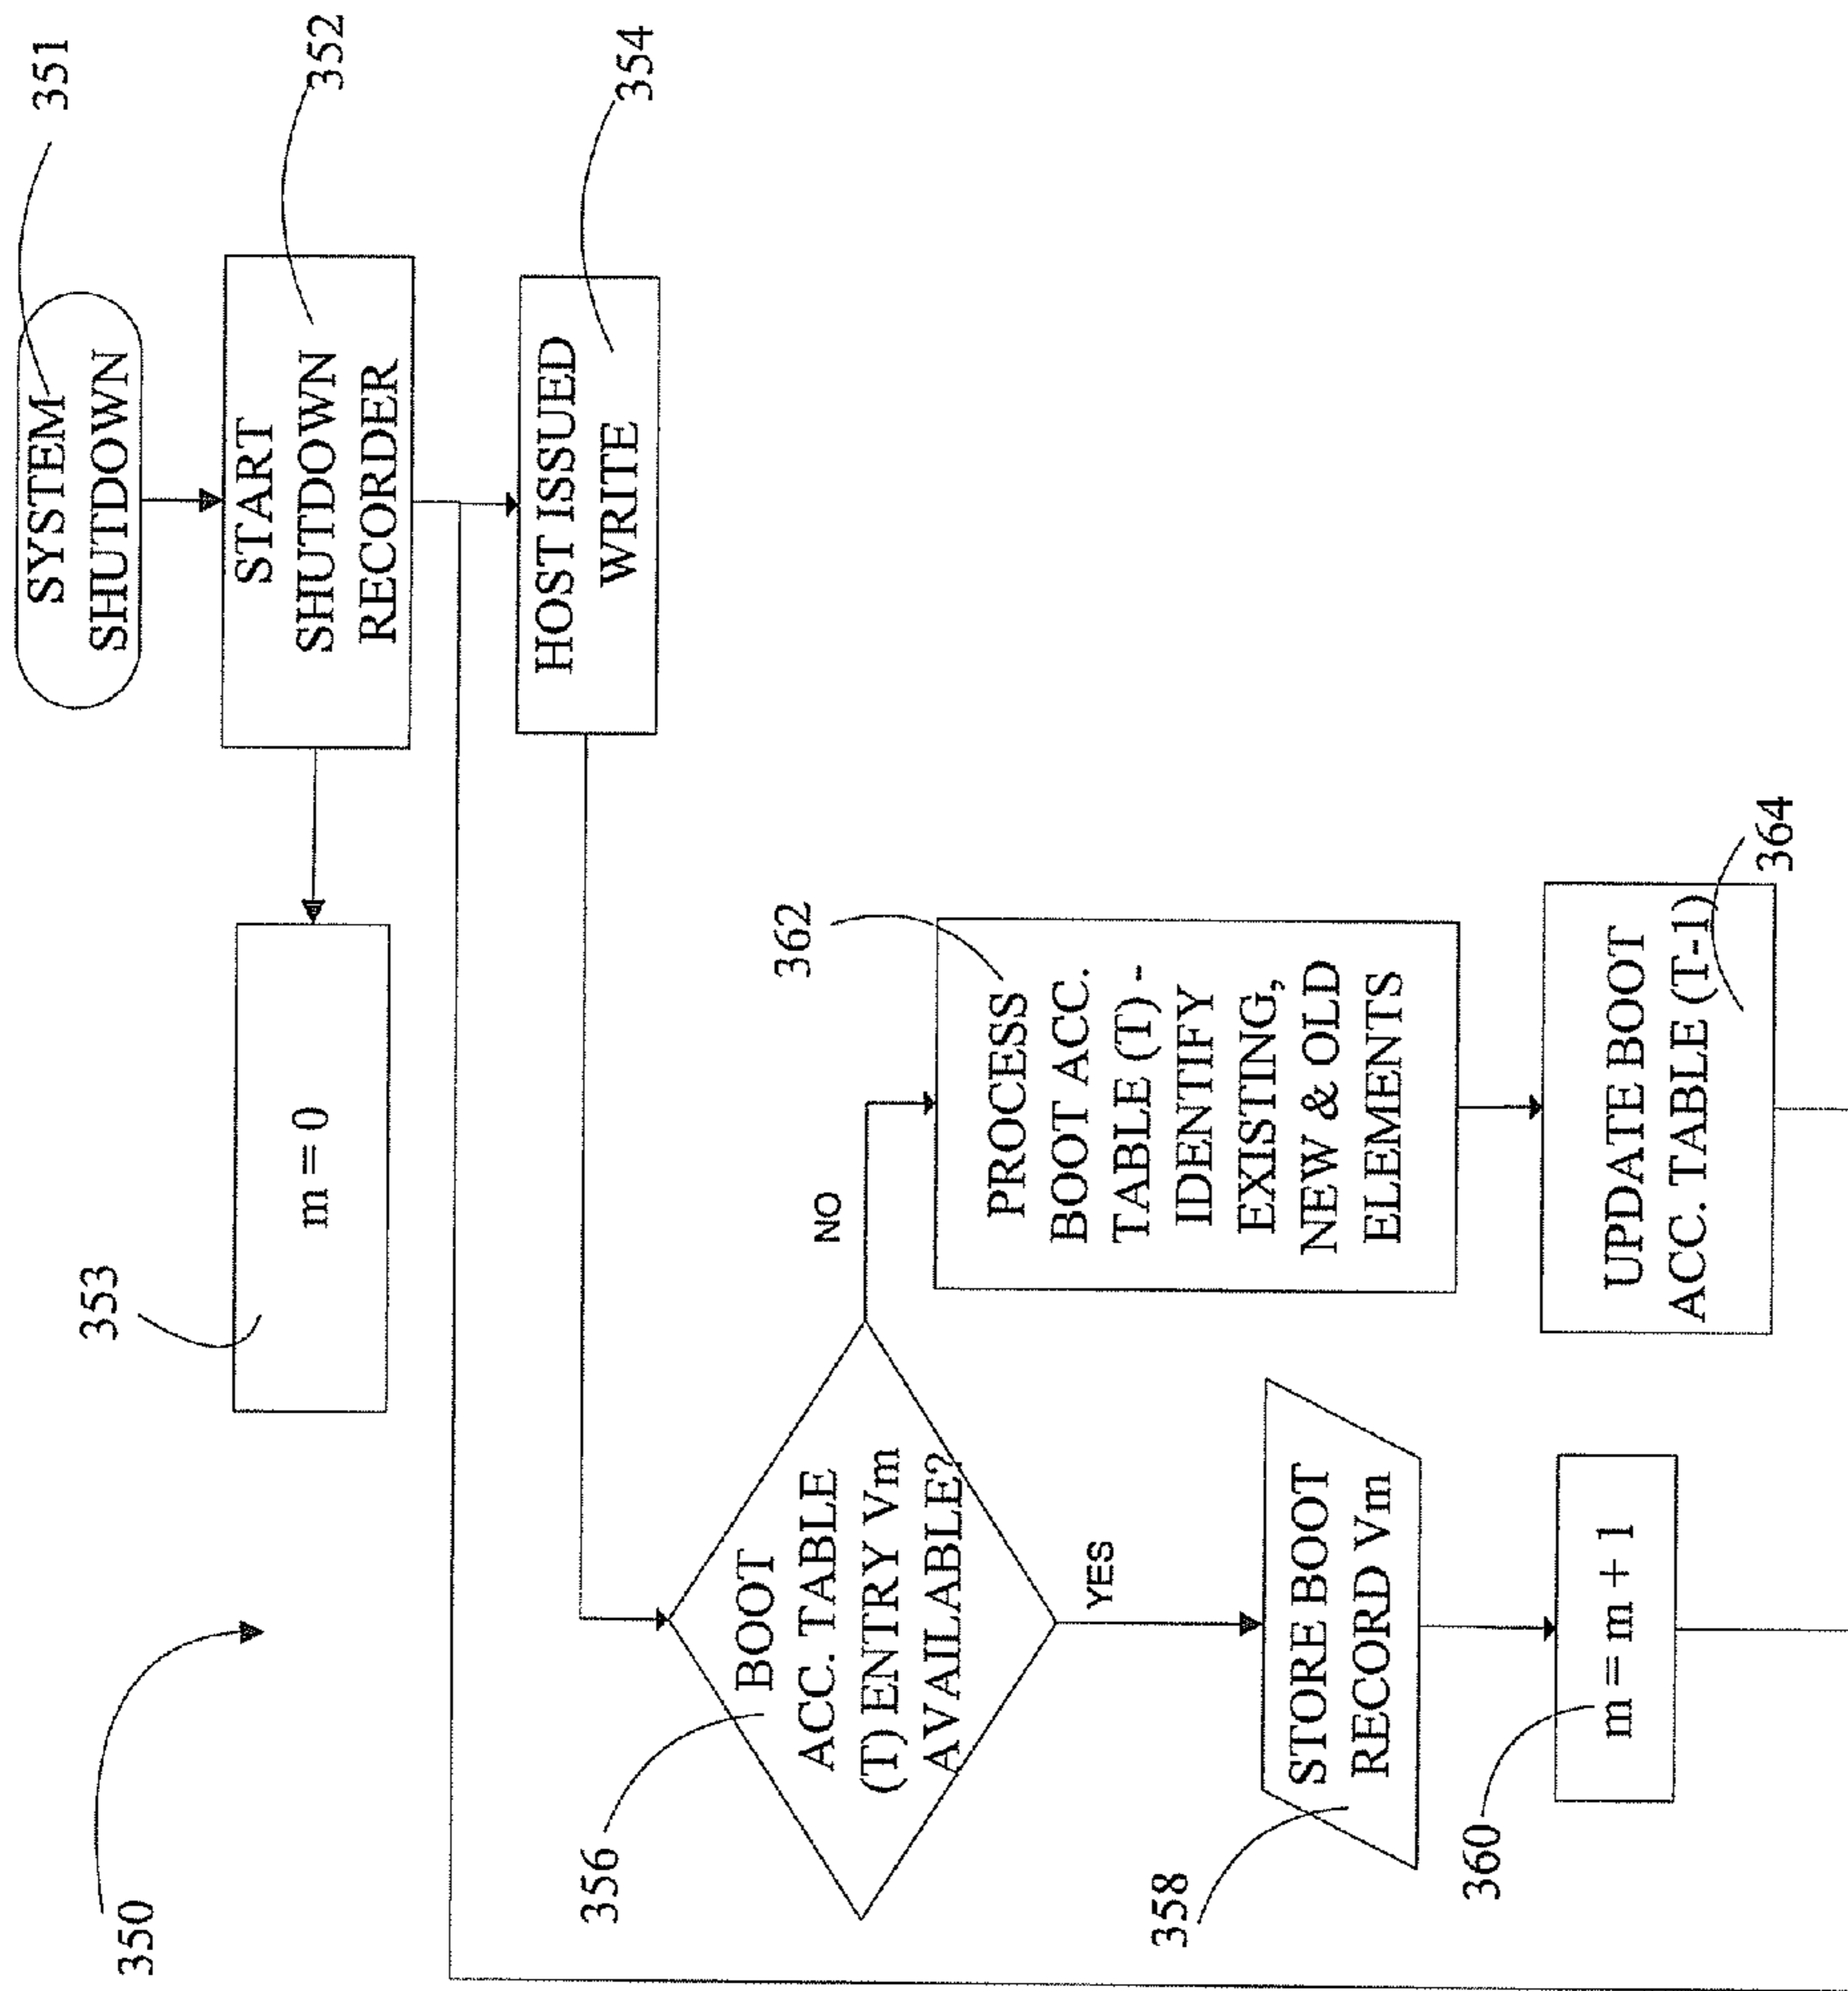 350
SYSTEM
SHUTDOWN
351
START
SHUTDOWN
RECORDER
352
353
m = 0
HOST ISSUED
WRITE
354
356
BOOT
ACC. TABLE
(T) ENTRY Vm
AVAILABLE?
NO
YES
362
PROCESS
BOOT ACC.
TABLE (T) -
IDENTIFY
EXISTING,
NEW & OLD
ELEMENTS
358
STORE BOOT
RECORD Vm
360
m = m + 1
UPDATE BOOT
ACC. TABLE (T-1)
364